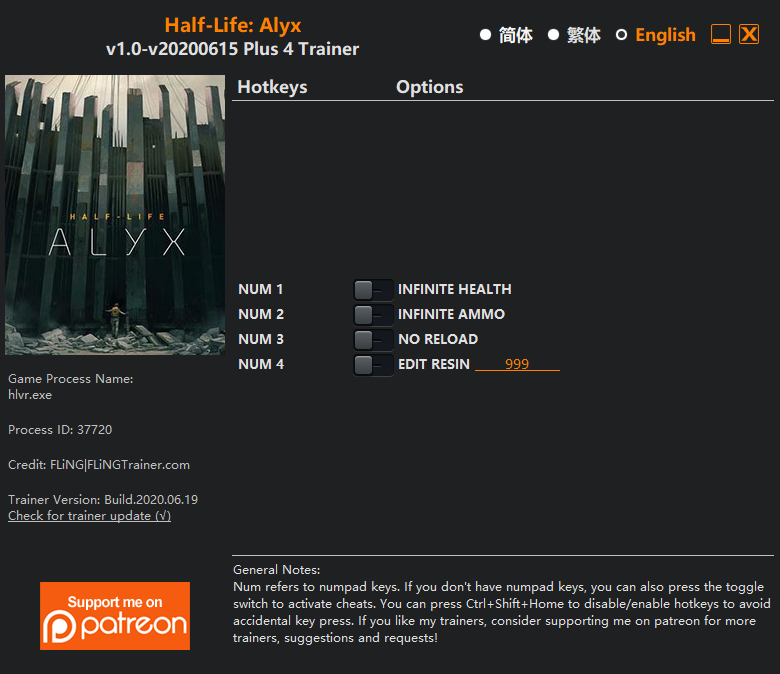 Half-Life: Alyx
v1.0-v20200615 Plus 4 Trainer
简体 繁体 English
Hotkeys Options
HALF-LIFE
ALYX
NUM 1 INFINITE HEALTH
NUM 2 INFINITE AMMO
NUM 3 NO RELOAD
NUM 4 EDIT RESIN 999
Game Process Name:
hlvr.exe
Process ID: 37720
Credit: FLiNG|FLiNGTrainer.com
Trainer Version: Build.2020.06.19
Check for trainer update (√)
Support me on
patreon
General Notes:
Num refers to numpad keys. If you don't have numpad keys, you can also press the toggle
switch to activate cheats. You can press Ctrl+Shift+Home to disable/enable hotkeys to avoid
accidental key press. If you like my trainers, consider supporting me on patreon for more
trainers, suggestions and requests!